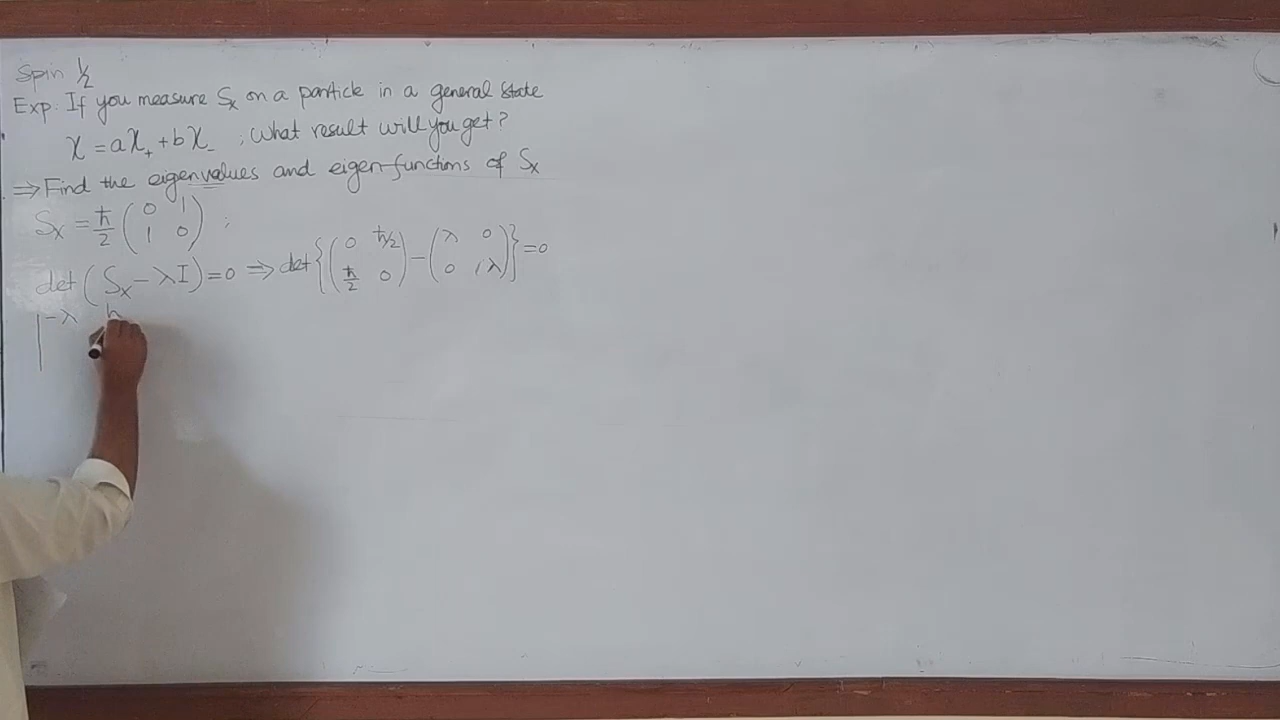 Spin 1/2
Exp: If you measure Sx on a particle in a general state
χ = aχ₊ + bχ₋ ; what result will you get?
⇒ Find the eigenvalues and eigen-functions of Sx
Sx = ħ/2 (0 1; 1 0) ;
det(Sx − λI) = 0 ⇒ det{(0 ħ/2; ħ/2 0) − (λ 0; 0 λ)} = 0
|−λ